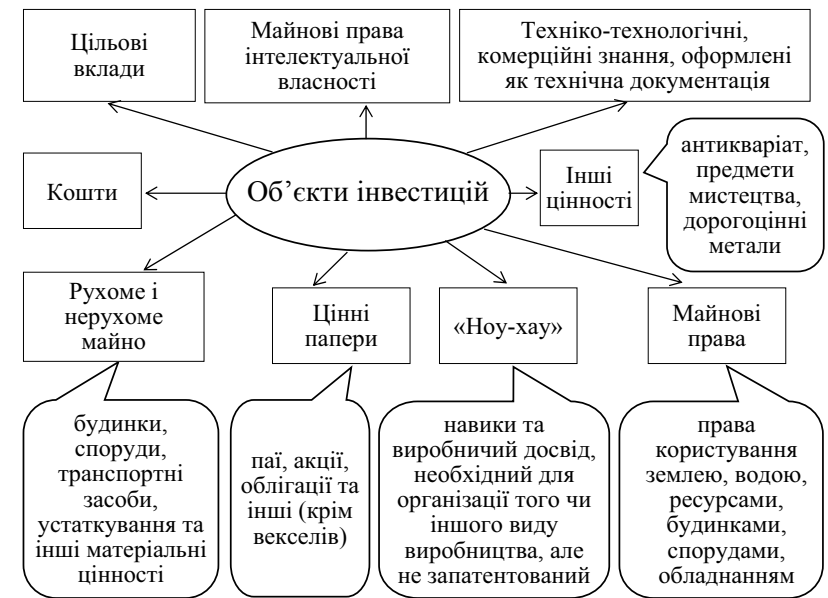 Цільові
вклади
Майнові права
інтелектуальної
власності
Техніко-технологічні,
комерційні знання, оформлені
як технічна документація
Кошти
Об’єкти інвестицій
Інші
цінності
антикваріат,
предмети
мистецтва,
дорогоцінні
метали
Рухоме і
нерухоме
майно
Цінні
папери
«Ноу-хау»
Майнові
права
будинки,
споруди,
транспортні
засоби,
устаткування та
інші матеріальні
цінності
паї, акції,
облігації та
інші (крім
векселів)
навики та
виробничий досвід,
необхідний для
організації того чи
іншого виду
виробництва, але
не запатентований
права
користування
землею, водою,
ресурсами,
будинками,
спорудами,
обладнанням